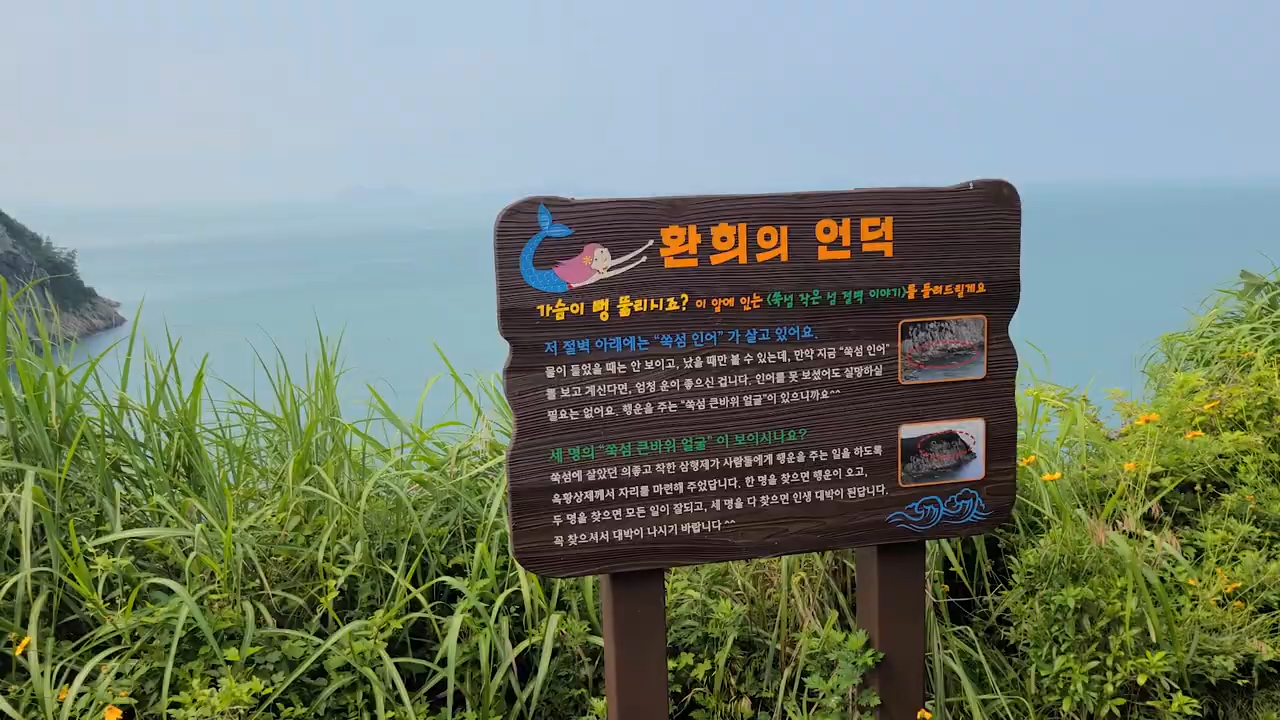 환희의 언덕
가슴이 뻥 뚫리시죠? 이 앞에 있는 <쑥섬 작은 섬 절벽 이야기>를 들려드릴게요
저 절벽 아래에는 “쑥섬 인어” 가 살고 있어요.
물이 들었을 때는 안 보이고, 났을 때만 볼 수 있는데, 만약 지금 “쑥섬 인어”
를 보고 계신다면, 엄청 운이 좋으신 겁니다. 인어를 못 보셨어도 실망하실
필요는 없어요. 행운을 주는 “쑥섬 큰바위 얼굴”이 있으니까요^^
세 명의 “쑥섬 큰바위 얼굴” 이 보이시나요?
쑥섬에 살았던 의좋고 착한 삼형제가 사람들에게 행운을 주는 일을 하도록
옥황상제께서 자리를 마련해 주었답니다. 한 명을 찾으면 행운이 오고,
두 명을 찾으면 모든 일이 잘되고, 세 명을 다 찾으면 인생 대박이 된답니다.
꼭 찾으셔서 대박이 나시기 바랍니다^^